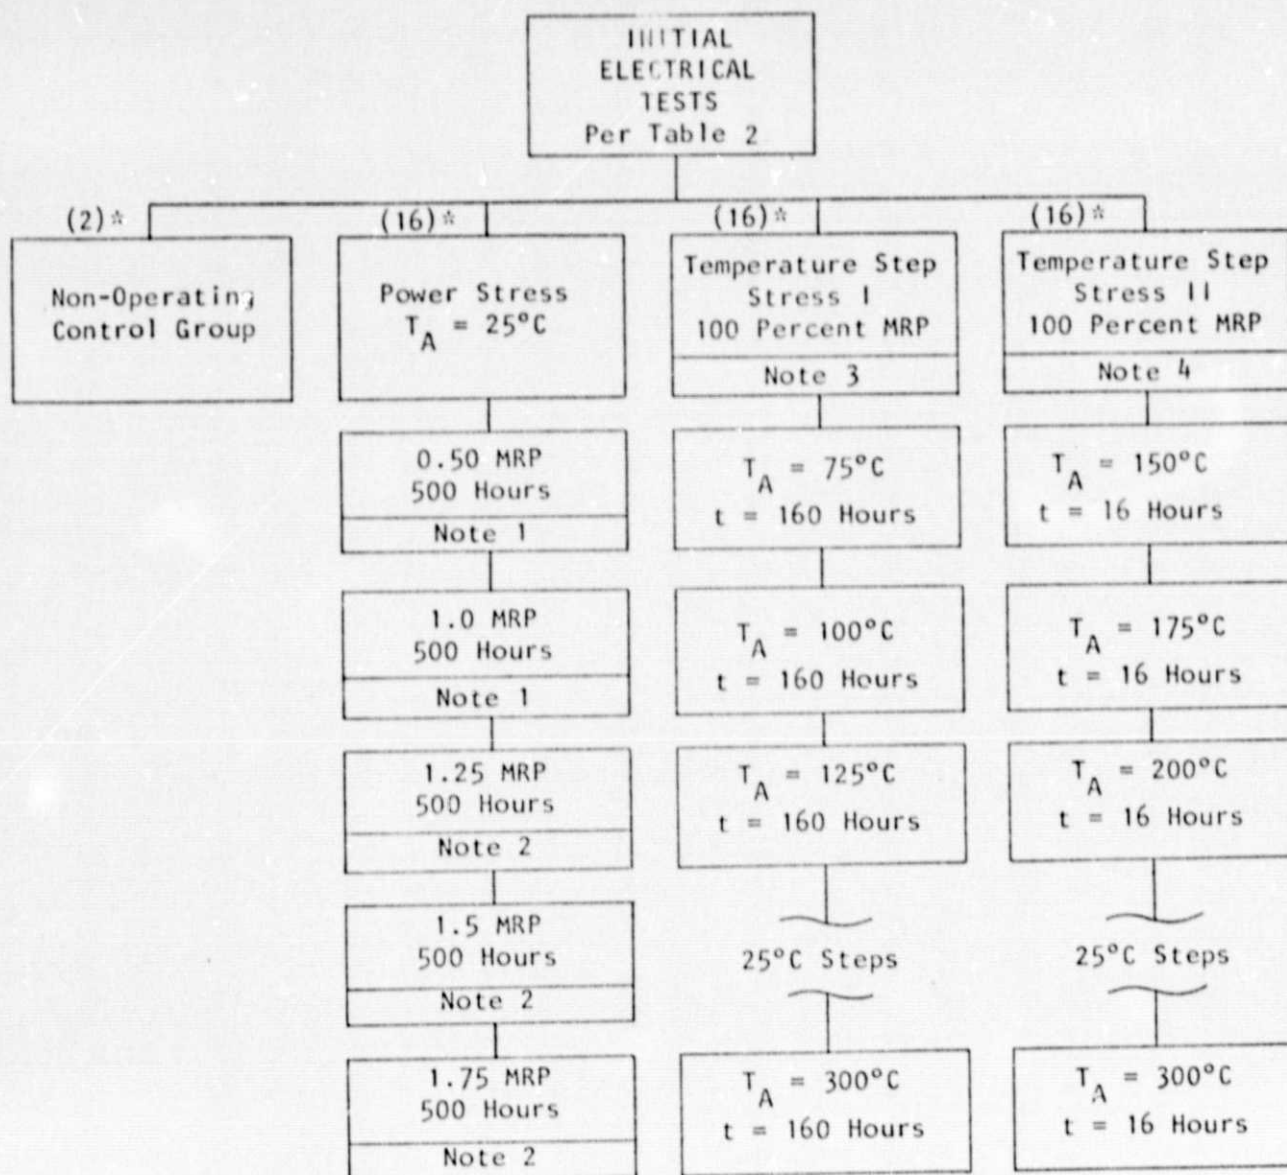 INITIAL
ELECTRICAL
TESTS
Per Table 2
(2)*
(16)*
(16)*
(16)*
Non-Operating
Control Group
Power Stress
T_A = 25°C
Temperature Step
Stress I
100 Percent MRP
Note 3
Temperature Step
Stress II
100 Percent MRP
Note 4
0.50 MRP
500 Hours
Note 1
1.0 MRP
500 Hours
Note 1
1.25 MRP
500 Hours
Note 2
1.5 MRP
500 Hours
Note 2
1.75 MRP
500 Hours
Note 2
T_A = 75°C
t = 160 Hours
T_A = 100°C
t = 160 Hours
T_A = 125°C
t = 160 Hours
25°C Steps
T_A = 300°C
t = 160 Hours
T_A = 150°C
t = 16 Hours
T_A = 175°C
t = 16 Hours
T_A = 200°C
t = 16 Hours
25°C Steps
T_A = 300°C
t = 16 Hours